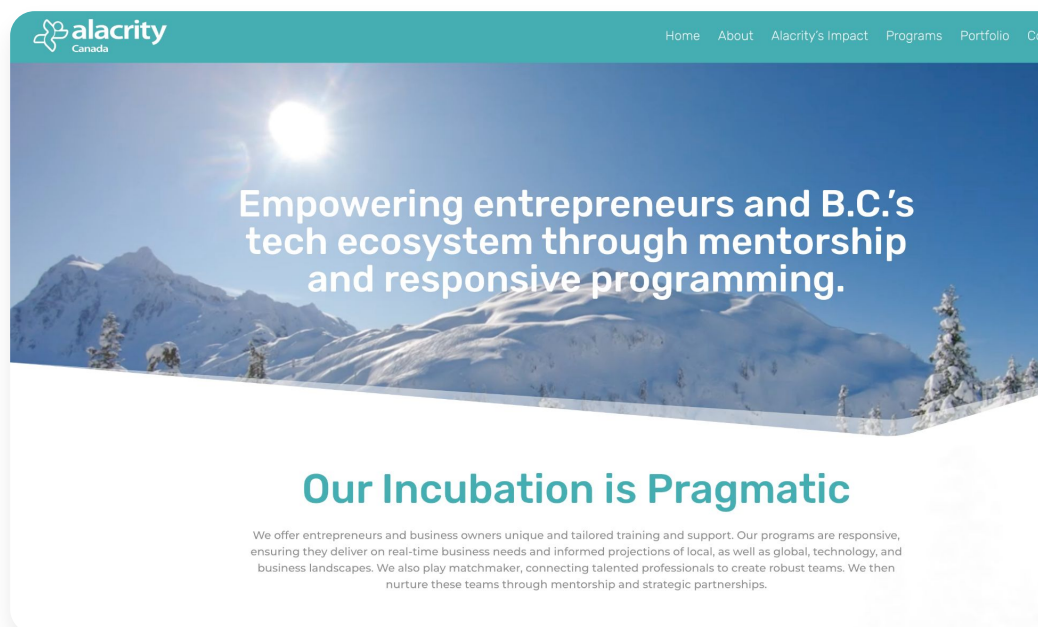 alacrity
Canada
Home About Alacrity's Impact Programs Portfolio
Empowering entrepreneurs and B.C.'s
tech ecosystem through mentorship
and responsive programming.
Our Incubation is Pragmatic
We offer entrepreneurs and business owners unique and tailored training and support. Our programs are responsive,
ensuring they deliver on real-time business needs and informed projections of local, as well as global, technology, and
business landscapes. We also play matchmaker, connecting talented professionals to create robust teams. We then
nurture these teams through mentorship and strategic partnerships.